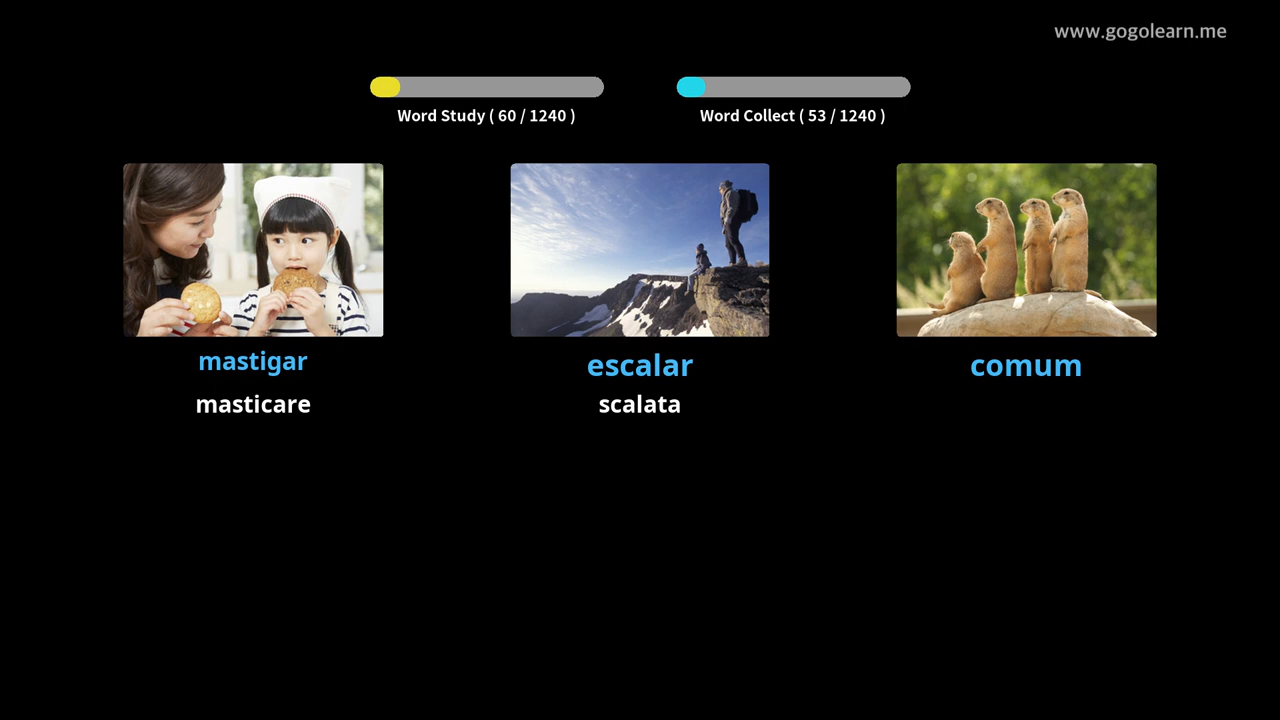 www.gogolearn.me
Word Study ( 60 / 1240 )
Word Collect ( 53 / 1240 )
mastigar
masticare
escalar
scalata
comum